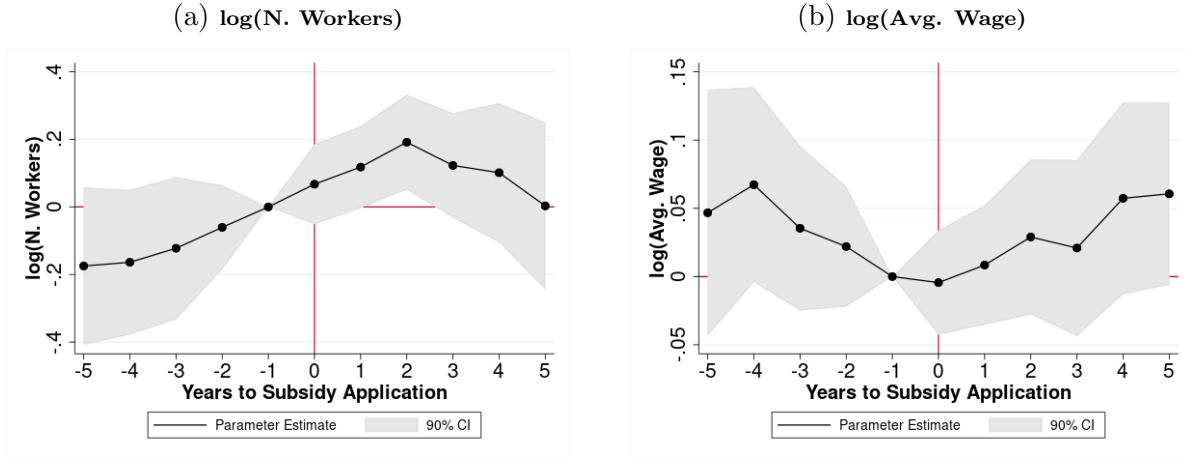 (a) log(N. Workers)
log(N. Workers)
.4
.2
0
-.2
-.4
-5 -4 -3 -2 -1 0 1 2 3 4 5
Years to Subsidy Application
Parameter Estimate 90% CI
(b) log(Avg. Wage)
log(Avg. Wage)
.15
.1
.05
0
-.05
-5 -4 -3 -2 -1 0 1 2 3 4 5
Years to Subsidy Application
Parameter Estimate 90% CI